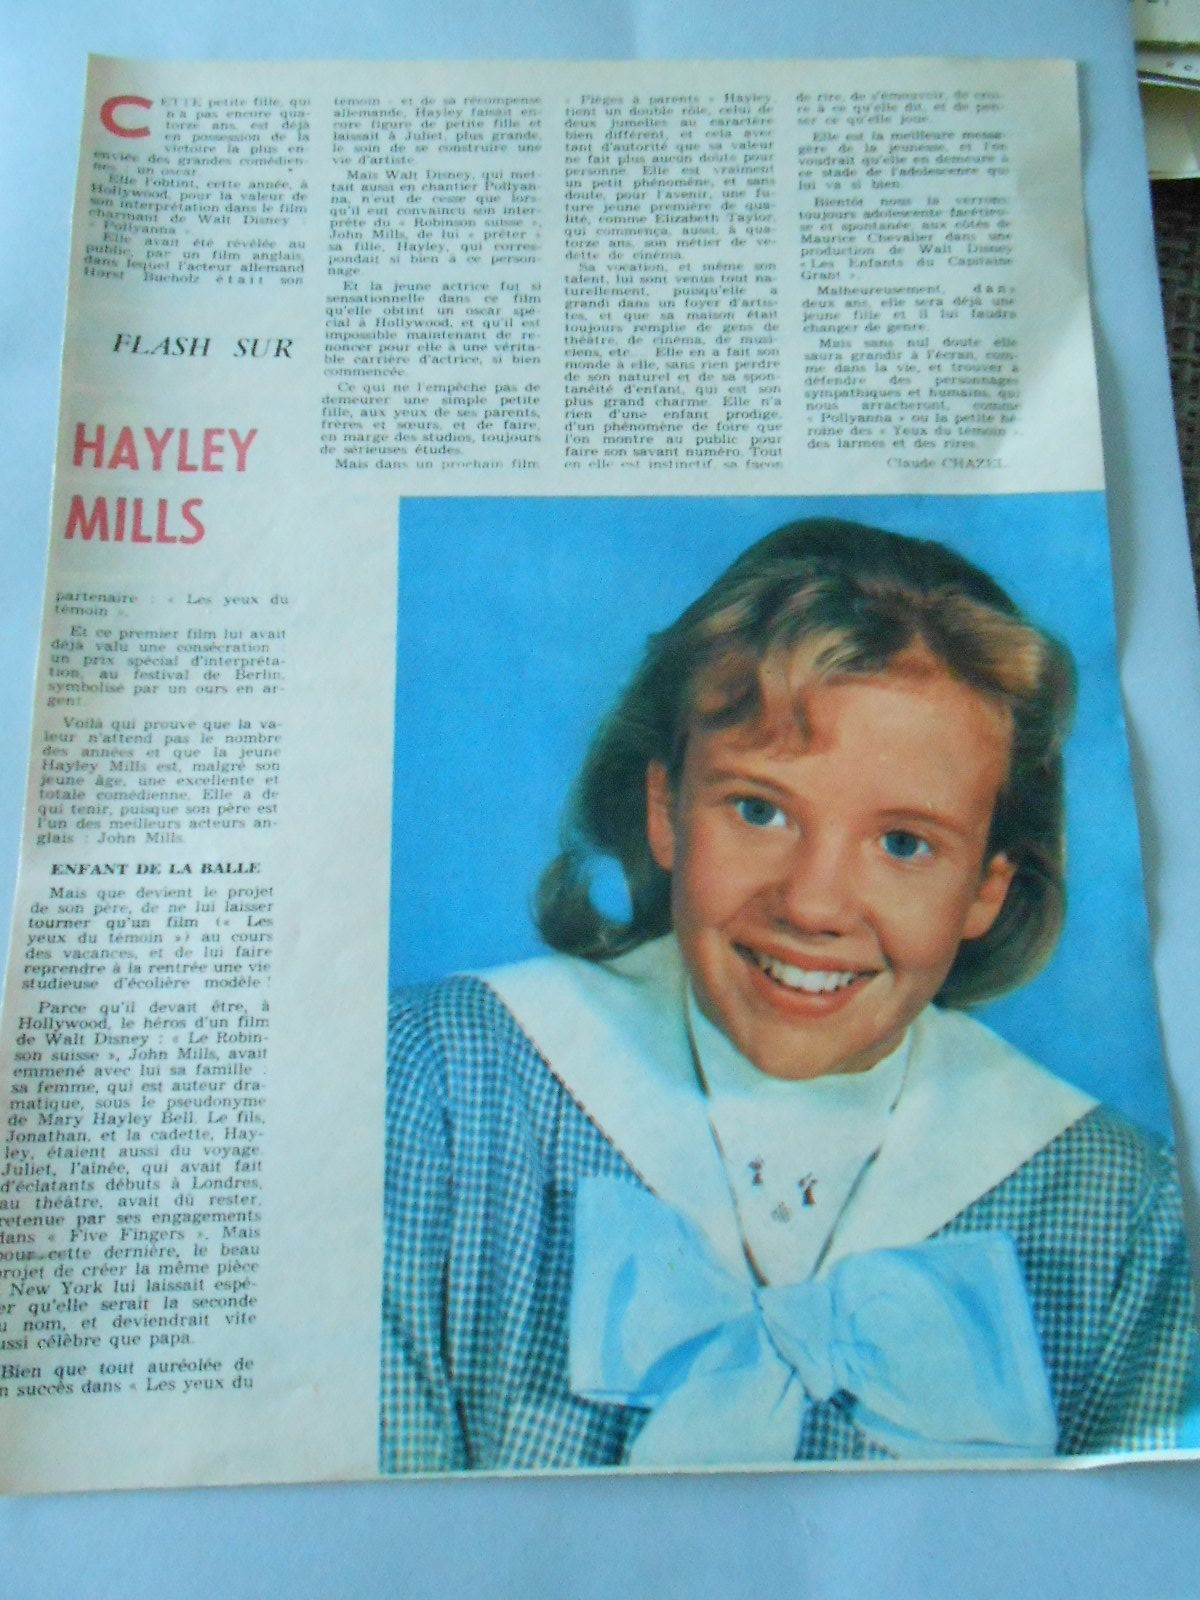 CETTE petite fille, qui
n'a pas encore qua-
torze ans, est déjà
en possession de la
victoire la plus en-
enviée des grandes comédien-
nes : un oscar.
Elle l'obtint, cette année, à
Hollywood, pour la valeur de
son interprétation dans le film
charmant de Walt Disney :
« Pollyanna ».
Elle avait été révélée au
public, par un film anglais,
dans lequel l'acteur allemand
Horst Bucholz était son
FLASH SUR
HAYLEY
MILLS
partenaire : « Les yeux du
témoin ».
Et ce premier film lui avait
déjà valu une consécration :
un prix spécial d'interpréta-
tion, au festival de Berlin,
symbolisé par un ours en ar-
gent.
Voilà qui prouve que la va-
leur n'attend pas le nombre
des années et que la jeune
Hayley Mills est, malgré son
jeune âge, une excellente et
totale comédienne. Elle a de
qui tenir, puisque son père est
l'un des meilleurs acteurs an-
glais : John Mills.
ENFANT DE LA BALLE
Mais que devient le projet
de son père, de ne lui laisser
tourner qu'un film (« Les
yeux du témoin ») au cours
des vacances, et de lui faire
reprendre à la rentrée une vie
studieuse d'écolière modèle !
Parce qu'il devait être, à
Hollywood, le héros d'un film
de Walt Disney : « Le Robin-
son suisse », John Mills, avait
emmené avec lui sa famille :
sa femme, qui est auteur dra-
matique, sous le pseudonyme
de Mary Hayley Bell. Le fils,
Jonathan, et la cadette, Hay-
ley, étaient aussi du voyage.
Juliet, l'aînée, qui avait fait
d'éclatants débuts à Londres,
au théâtre, avait dû rester,
retenue par ses engagements
dans « Five Fingers ». Mais
pour cette dernière, le beau
projet de créer la même pièce
New York lui laissait espé-
er qu'elle serait la seconde
u nom, et deviendrait vite
ussi célèbre que papa.
Bien que tout auréolée de
n succès dans « Les yeux du
témoin » et de sa récompense
allemande, Hayley faisait en-
core figure de petite fille et
laissait à Juliet, plus grande,
le soin de se construire une
vie d'artiste.
Mais Walt Disney, qui met-
tait aussi en chantier Pollyan-
na, n'eut de cesse que lors-
qu'il eut convaincu son inter-
prète du « Robinson suisse »,
John Mills, de lui « prêter »
sa fille, Hayley, qui corres-
pondait si bien à ce person-
nage.
Et la jeune actrice fut si
sensationnelle dans ce film
qu'elle obtint un oscar spé-
cial à Hollywood, et qu'il est
impossible maintenant de re-
noncer pour elle à une vérita-
ble carrière d'actrice, si bien
commencée.
Ce qui ne l'empêche pas de
demeurer une simple petite
fille, aux yeux de ses parents,
frères et sœurs, et de faire,
en marge des studios, toujours
de sérieuses études.
Mais dans un prochain film
« Pièges à parents » Hayley,
tient un double rôle, celui de
deux jumelles au caractère
bien différent, et cela avec
tant d'autorité que sa valeur
ne fait plus aucun doute pour
personne. Elle est vraiment
un petit phénomène, et sans
doute, pour l'avenir, une fu-
ture jeune première de qua-
lité, comme Elizabeth Taylor,
qui commença, aussi, à qua-
torze ans, son métier de ve-
dette de cinéma.
Sa vocation, et même son
talent, lui sont venus tout na-
turellement, puisqu'elle a
grandi dans un foyer d'artis-
tes, et que sa maison était
toujours remplie de gens de
théâtre, de cinéma, de musi-
ciens, etc... Elle en a fait son
monde à elle, sans rien perdre
de son naturel et de sa spon-
tanéité d'enfant, qui est son
plus grand charme. Elle n'a
rien d'une enfant prodige,
d'un phénomène de foire que
l'on montre au public pour
faire son savant numéro. Tout
en elle est instinctif, sa façon
de rire, de s'émouvoir, de croi-
re à ce qu'elle dit, et de pen-
ser ce qu'elle joue.
Elle est la meilleure messa-
gère de la jeunesse, et l'on
voudrait qu'elle en demeure à
ce stade de l'adolescence qui
lui va si bien.
Bientôt nous la verrons,
toujours adolescente facétieu-
se et spontanée, aux côtés de
Maurice Chevalier dans une
production de Walt Disney
« Les Enfants du Capitaine
Grant ».
Malheureusement, dans
deux ans, elle sera déjà une
jeune fille et il lui faudra
changer de genre.
Mais sans nul doute elle
saura grandir à l'écran, com-
me dans la vie, et trouver à
défendre des personnages
sympathiques et humains, qui
nous arracheront, comme
« Pollyanna » ou la petite hé-
roïne des « Yeux du témoin »,
des larmes et des rires.
Claude CHAZEL.